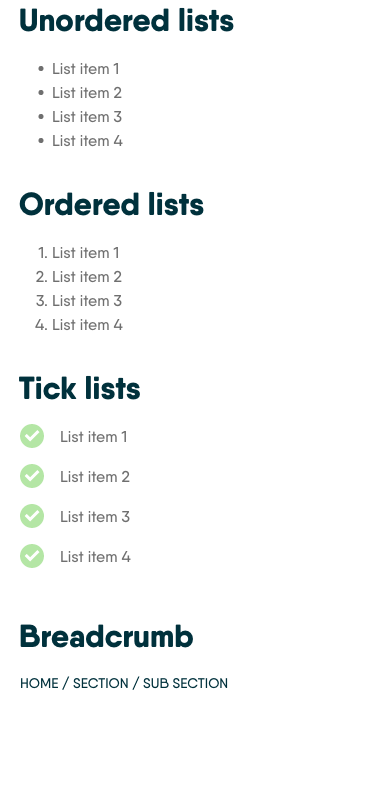 Unordered lists
• List item 1
• List item 2
• List item 3
• List item 4
Ordered lists
1. List item 1
2. List item 2
3. List item 3
4. List item 4
Tick lists
List item 1
List item 2
List item 3
List item 4
Breadcrumb
HOME / SECTION / SUB SECTION